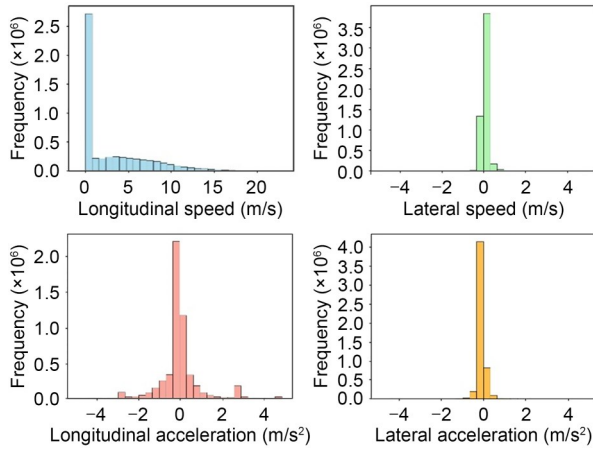 Frequency (×10⁶)
2.5
2.0
1.5
1.0
0.5
0.0
0 5 10 15 20
Longitudinal speed (m/s)
Frequency (×10⁶)
3.5
3.0
2.5
4.0
1.5
1.0
0.5
0.0
−4 −2 0 2 4
Lateral speed (m/s)
Frequency (×10⁶)
2.0
1.5
1.0
0.5
0.0
−4 −2 0 2 4
Longitudinal acceleration (m/s²)
Frequency (×10⁶)
4.0
3.5
3.0
2.5
2.0
1.5
1.0
0.5
0.0
−4 −2 0 2 4
Lateral acceleration (m/s²)